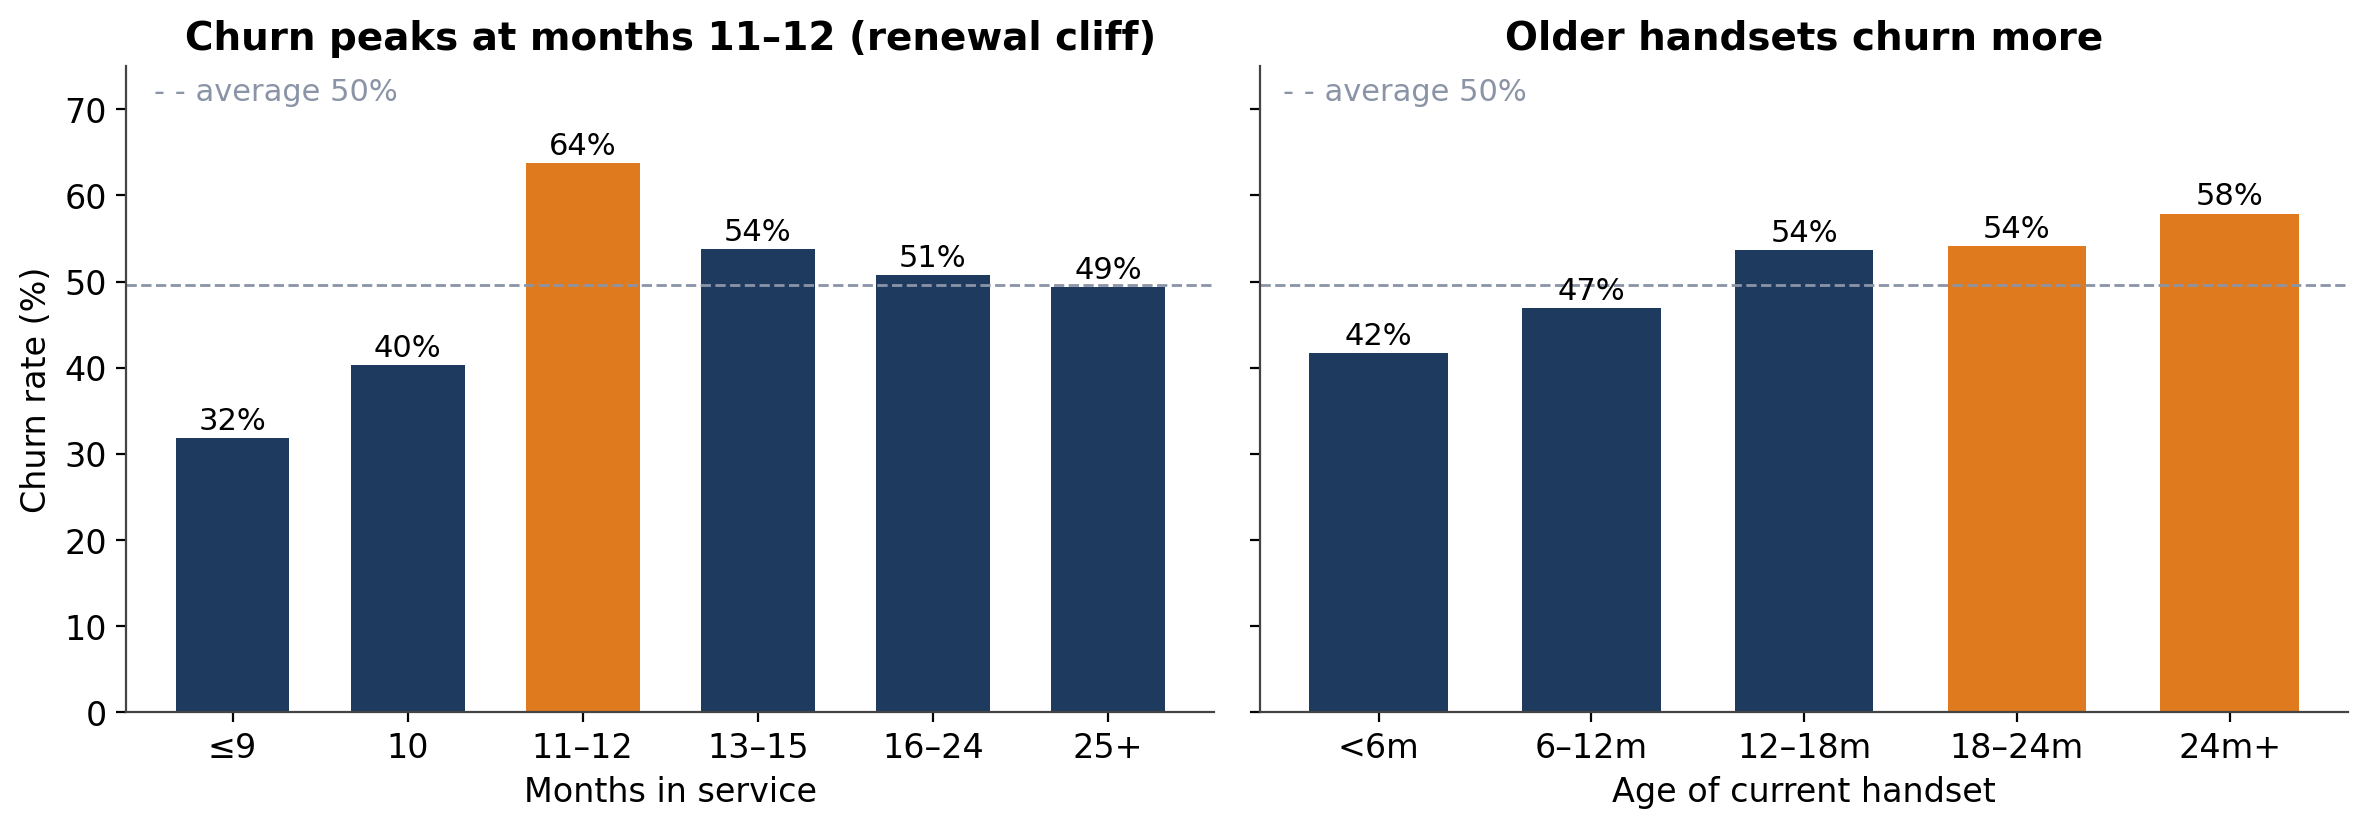 Churn peaks at months 11–12 (renewal cliff)
- - average 50%
Churn rate (%)
70
60
50
40
30
20
10
0
32%
40%
64%
54%
51%
49%
≤9
10
11–12
13–15
16–24
25+
Months in service
Older handsets churn more
- - average 50%
42%
47%
54%
54%
58%
<6m
6–12m
12–18m
18–24m
24m+
Age of current handset